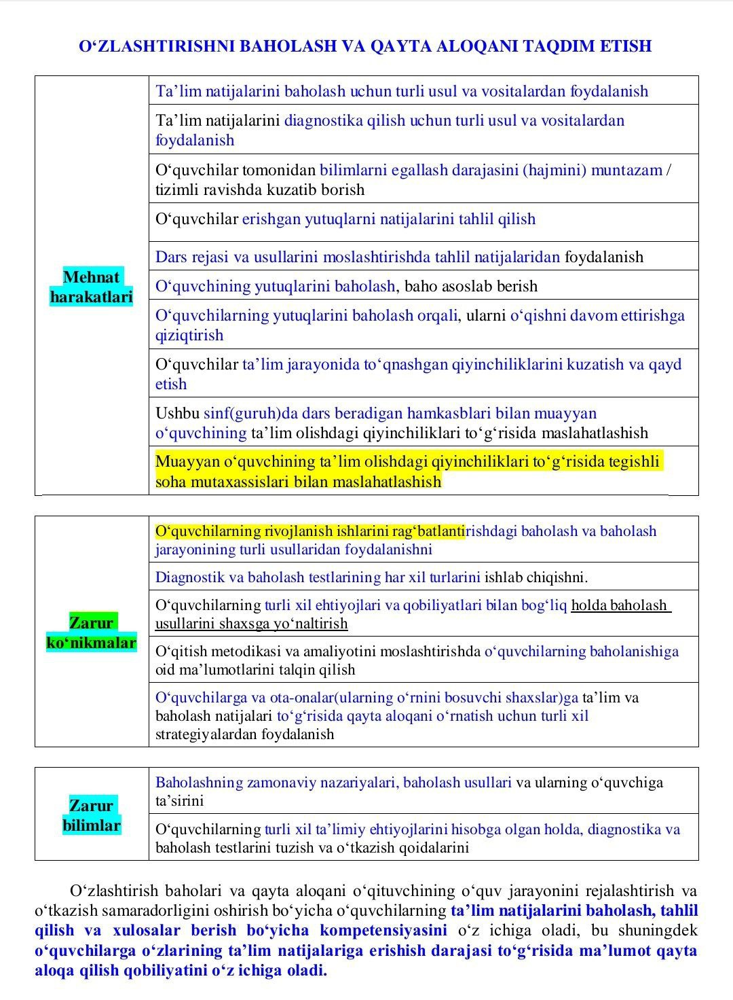 O‘ZLASHTIRISHNI BAHOLASH VA QAYTA ALOQANI TAQDIM ETISH
Mehnat
harakatlari
Ta’lim natijalarini baholash uchun turli usul va vositalardan foydalanish
Ta’lim natijalarini diagnostika qilish uchun turli usul va vositalardan
foydalanish
O‘quvchilar tomonidan bilimlarni egallash darajasini (hajmini) muntazam /
tizimli ravishda kuzatib borish
O‘quvchilar erishgan yutuqlarni natijalarini tahlil qilish
Dars rejasi va usullarini moslashtirishda tahlil natijalaridan foydalanish
O‘quvchining yutuqlarini baholash, baho asoslab berish
O‘quvchilarning yutuqlarini baholash orqali, ularni o‘qishni davom ettirishga
qiziqtirish
O‘quvchilar ta’lim jarayonida to‘qnashgan qiyinchiliklarini kuzatish va qayd
etish
Ushbu sinf(guruh)da dars beradigan hamkasblari bilan muayyan
o‘quvchining ta’lim olishdagi qiyinchiliklari to‘g‘risida maslahatlashish
Muayyan o‘quvchining ta’lim olishdagi qiyinchiliklari to‘g‘risida tegishli
soha mutaxassislari bilan maslahatlashish
Zarur
ko‘nikmalar
O‘quvchilarning rivojlanish ishlarini rag‘batlantirishdagi baholash va baholash
jarayonining turli usullaridan foydalanishni
Diagnostik va baholash testlarining har xil turlarini ishlab chiqishni.
O‘quvchilarning turli xil ehtiyojlari va qobiliyatlari bilan bog‘liq holda baholash
usullarini shaxsga yo‘naltirish
O‘qitish metodikasi va amaliyotini moslashtirishda o‘quvchilarning baholanishiga
oid ma’lumotlarini talqin qilish
O‘quvchilarga va ota-onalar(ularning o‘rnini bosuvchi shaxslar)ga ta’lim va
baholash natijalari to‘g‘risida qayta aloqani o‘rnatish uchun turli xil
strategiyalardan foydalanish
Zarur
bilimlar
Baholashning zamonaviy nazariyalari, baholash usullari va ularning o‘quvchiga
ta’sirini
O‘quvchilarning turli xil ta’limiy ehtiyojlarini hisobga olgan holda, diagnostika va
baholash testlarini tuzish va o‘tkazish qoidalarini
O‘zlashtirish baholari va qayta aloqani o‘qituvchining o‘quv jarayonini rejalashtirish va
o‘tkazish samaradorligini oshirish bo‘yicha o‘quvchilarning ta’lim natijalarini baholash, tahlil
qilish va xulosalar berish bo‘yicha kompetensiyasini o‘z ichiga oladi, bu shuningdek
o‘quvchilarga o‘zlarining ta’lim natijalariga erishish darajasi to‘g‘risida ma’lumot qayta
aloqa qilish qobiliyatini o‘z ichiga oladi.